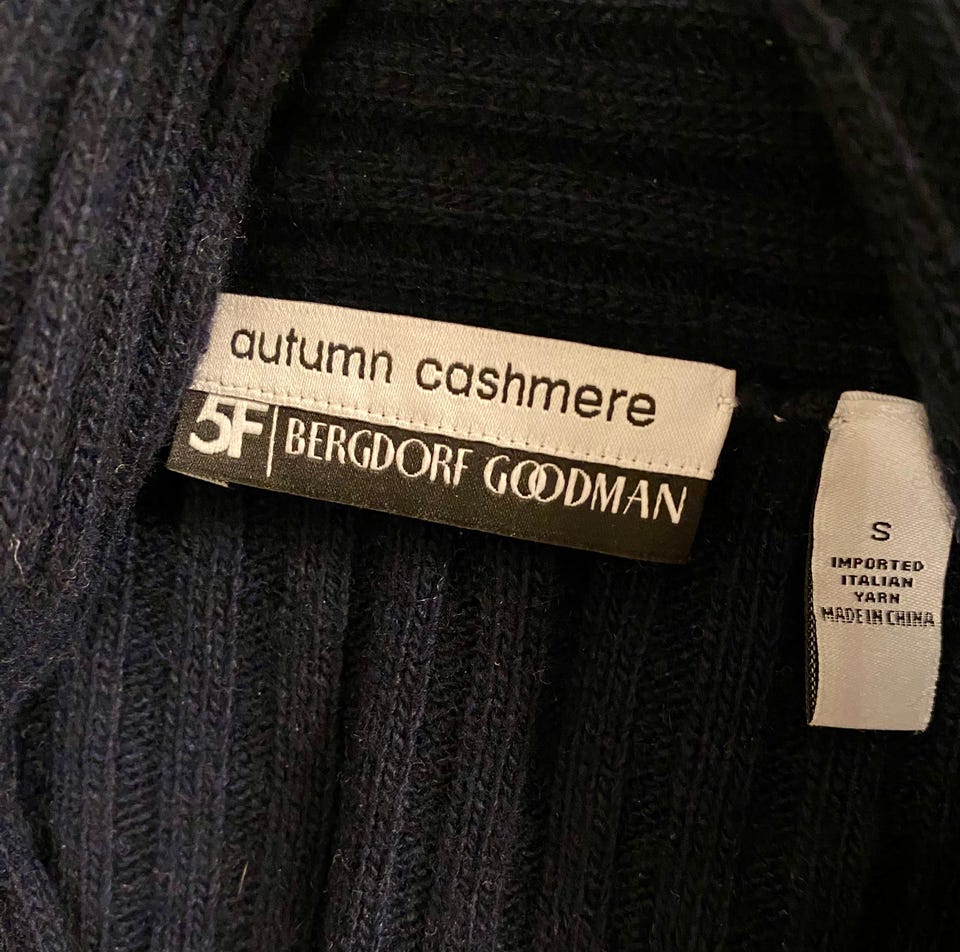 autumn cashmere
5F BERGDORF GOODMAN
S
IMPORTED
ITALIAN
YARN
MADE IN CHINA